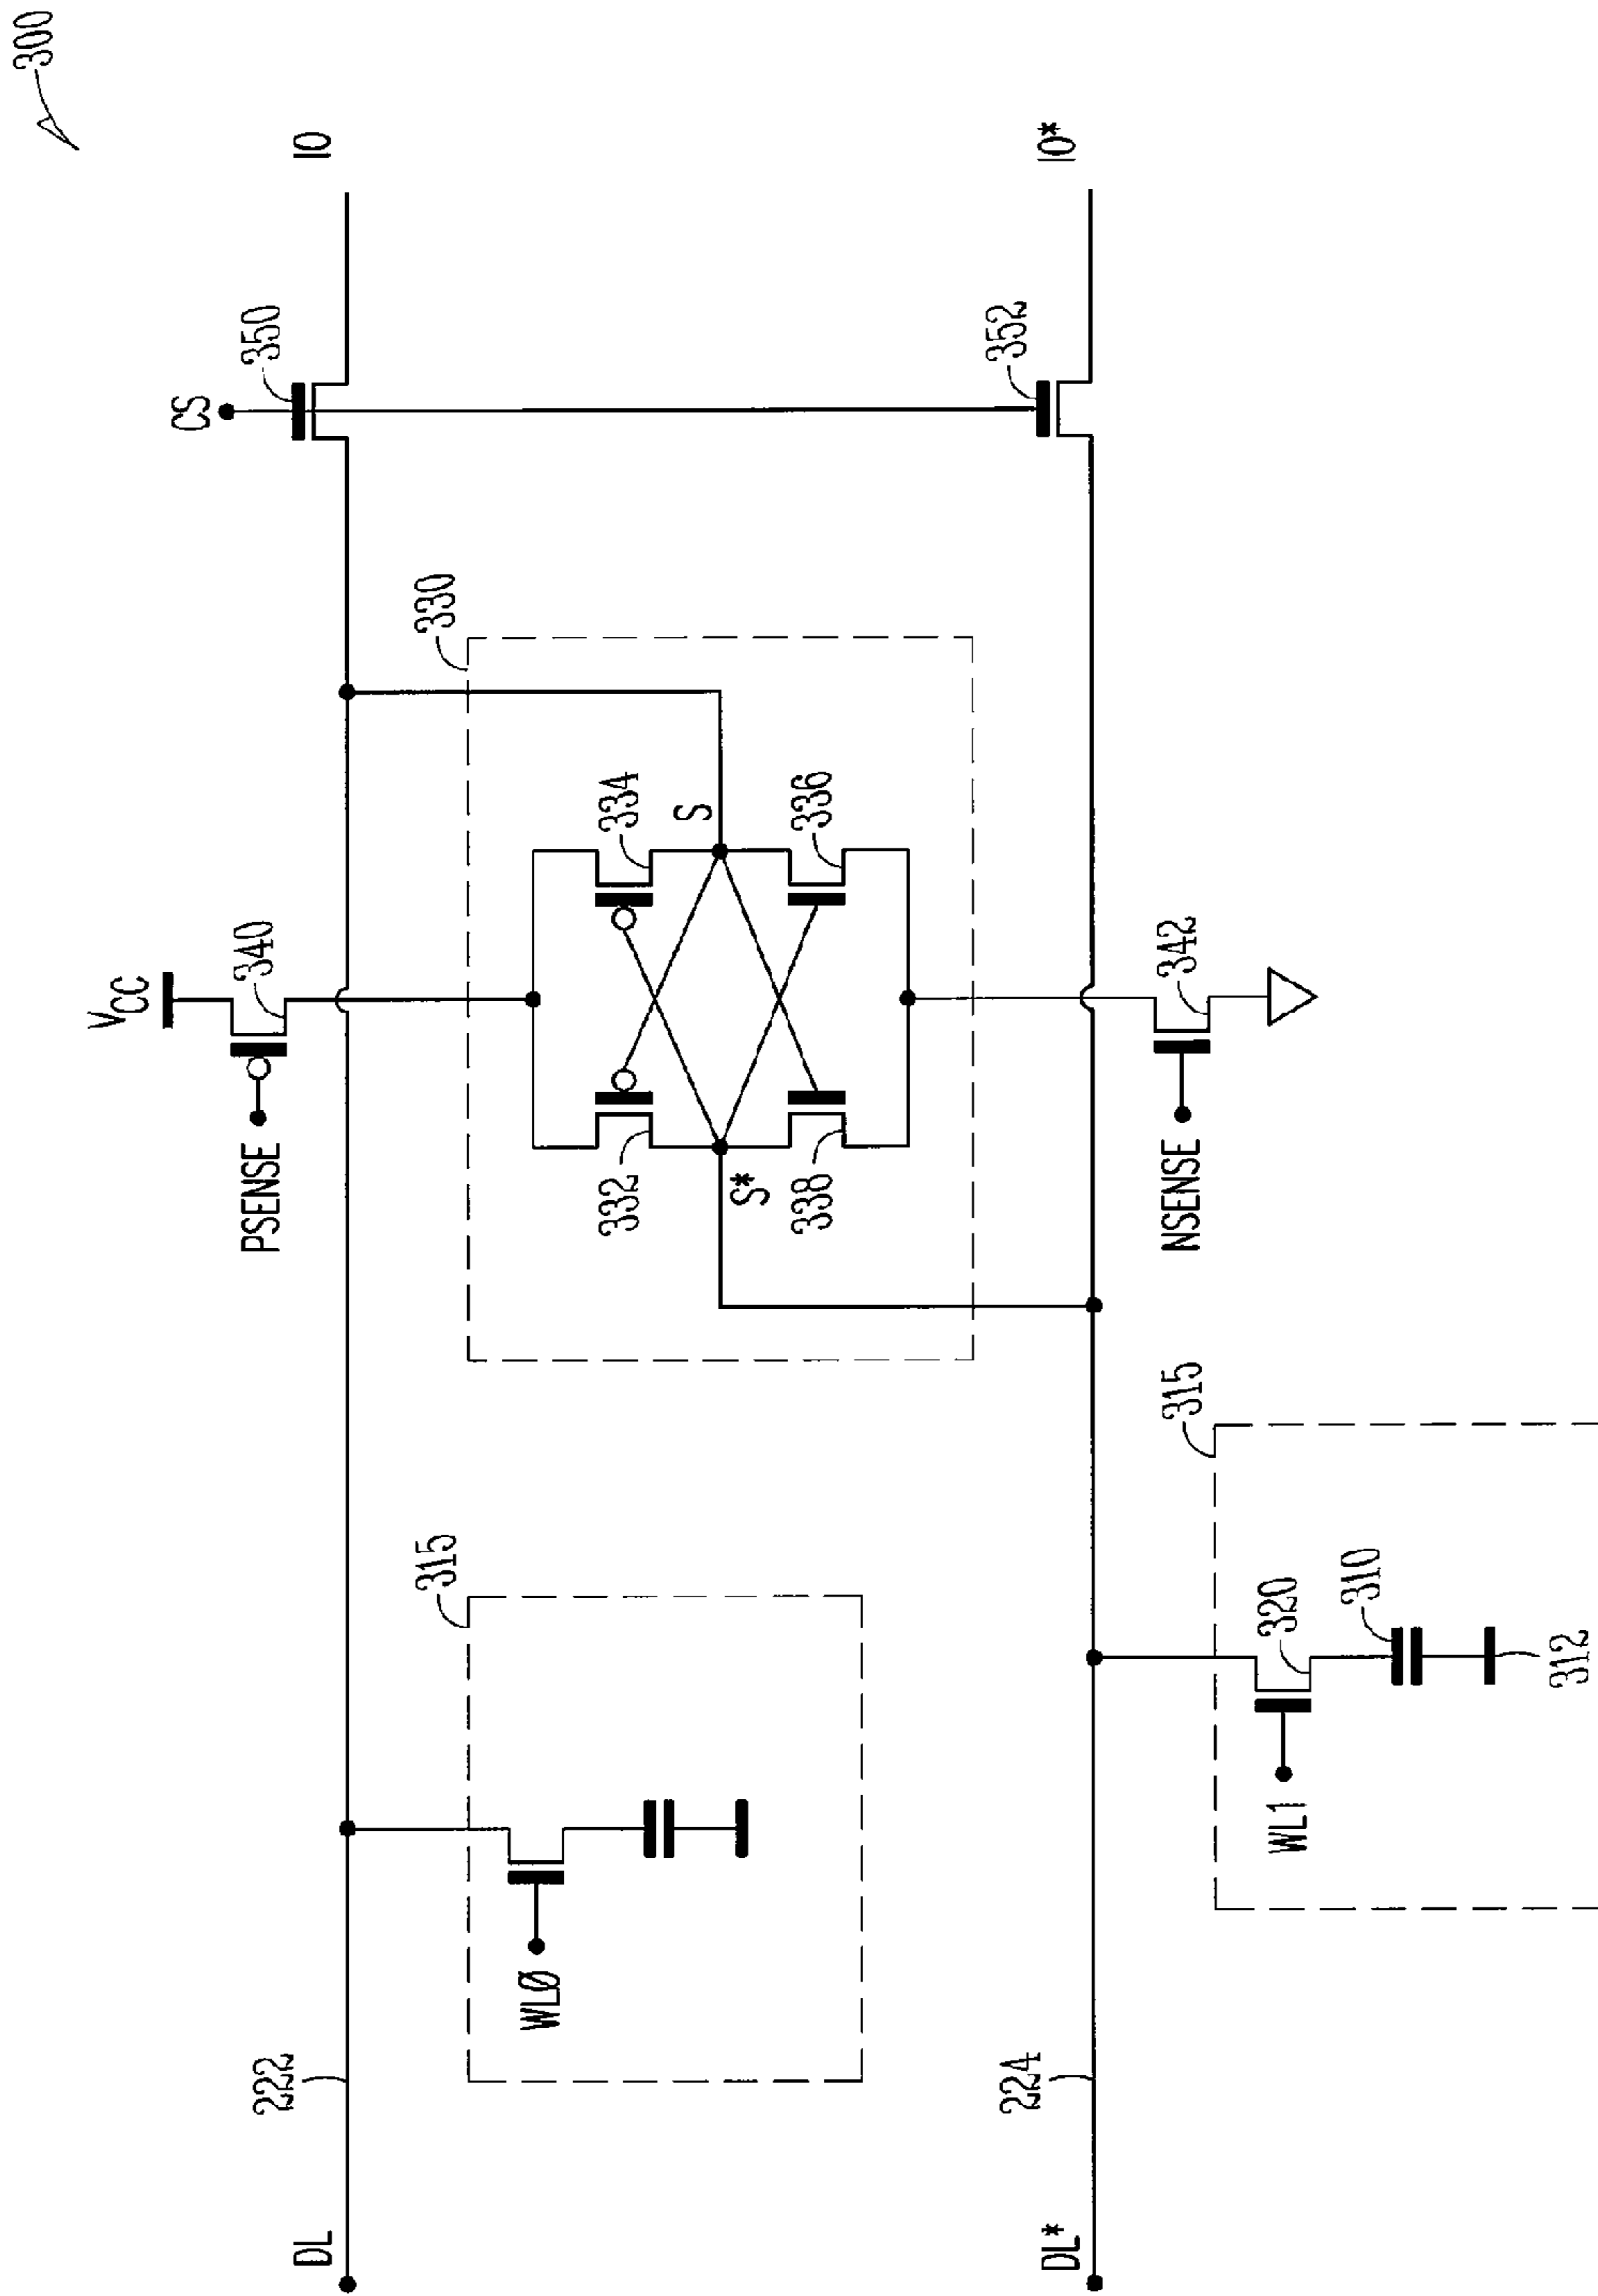 300
DL
222
WLØ
315
PSENSE
VCC
340
330
332
334
S*
S
338
336
CS
350
IO
DL*
224
WL1
315
320
310
312
NSENSE
342
352
IO*